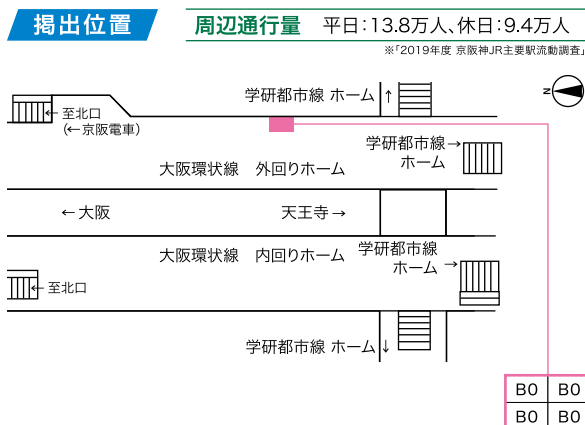 掲出位置
周辺通行量 平日:13.8万人、休日:9.4万人
※「2019年度 京阪神JR主要駅流動調査」
学研都市線 ホーム ↑
N
←至北口
(←京阪電車)
学研都市線→
ホーム
大阪環状線 外回りホーム
←大阪
天王寺→
大阪環状線 内回りホーム
学研都市線
ホーム →
←至北口
学研都市線 ホーム ↓
B0 B0
B0 B0